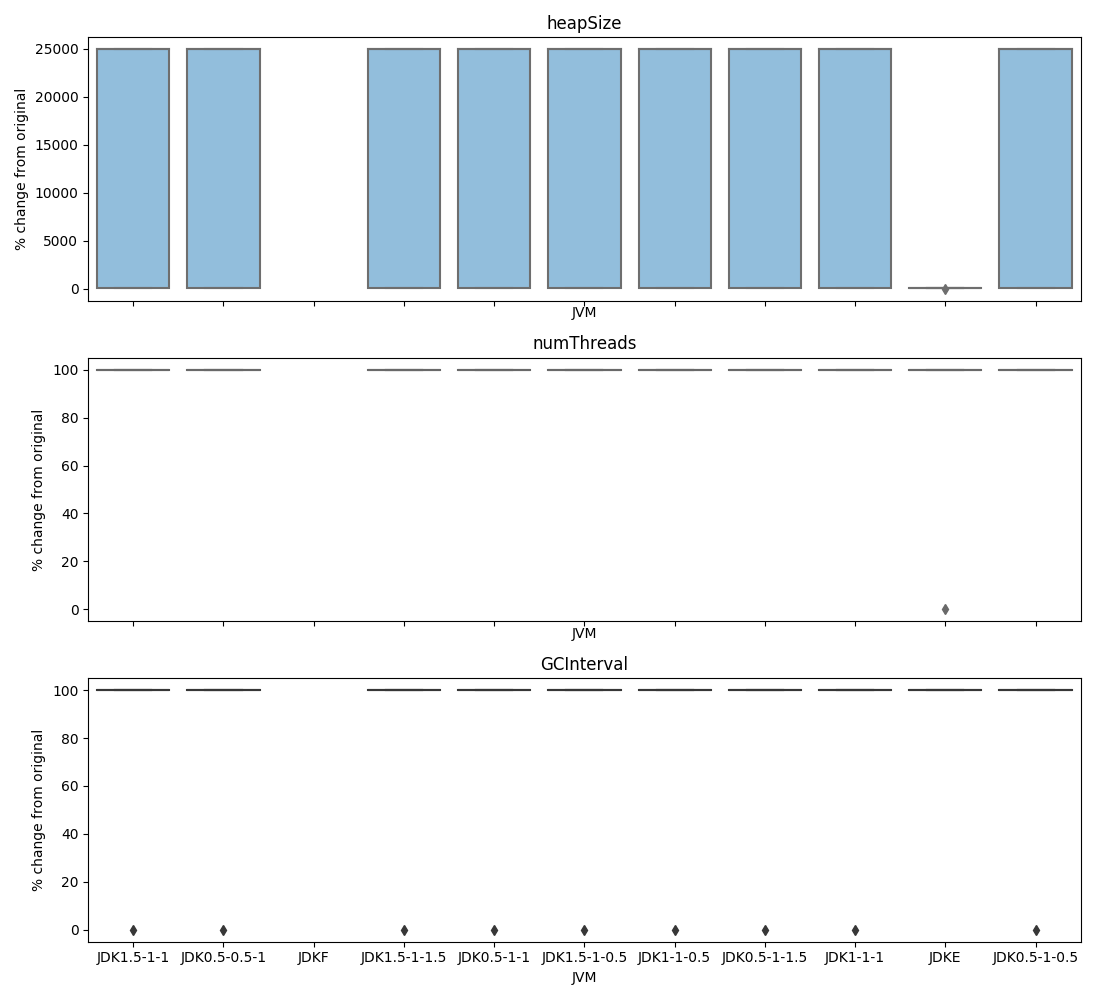 heapSize
% change from original
25000
20000
15000
10000
5000
0
JVM
numThreads
% change from original
100
80
60
40
20
0
JVM
GCInterval
% change from original
100
80
60
40
20
0
JDK1.5-1-1 JDK0.5-0.5-1 JDKF JDK1.5-1-1.5 JDK0.5-1-1 JDK1.5-1-0.5 JDK1-1-0.5 JDK0.5-1-1.5 JDK1-1-1 JDKE JDK0.5-1-0.5
JVM